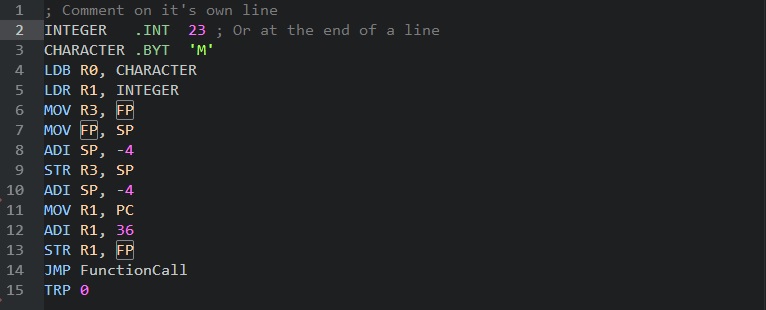 1 ; Comment on it's own line
2 INTEGER .INT 23 ; Or at the end of a line
3 CHARACTER .BYT 'M'
4 LDB R0, CHARACTER
5 LDR R1, INTEGER
6 MOV R3, FP
7 MOV FP, SP
8 ADI SP, -4
9 STR R3, SP
10 ADI SP, -4
11 MOV R1, PC
12 ADI R1, 36
13 STR R1, FP
14 JMP FunctionCall
15 TRP 0